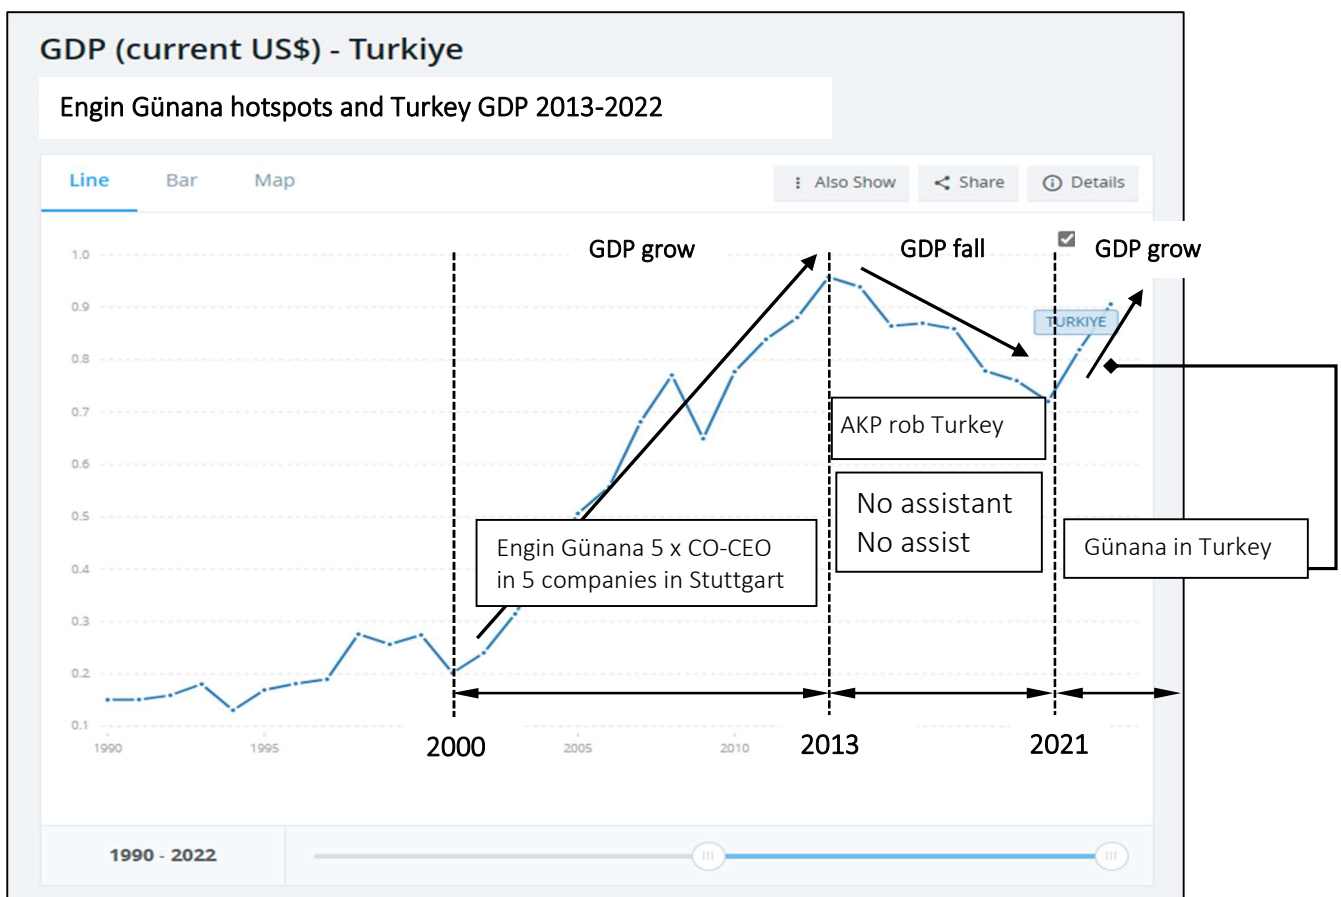 GDP (current US$) - Turkiye
Engin Günana hotspots and Turkey GDP 2013-2022
Line
Bar
Map
Also Show
Share
Details
GDP grow
GDP fall
GDP grow
1.0
0.9
0.8
0.7
0.6
0.5
0.4
0.3
0.2
0.1
TURKIYE
AKP rob Turkey
No assistant
No assist
Engin Günana 5 x CO-CEO
in 5 companies in Stuttgart
Günana in Turkey
1990
1995
2000
2005
2010
2013
2021
1990 - 2022